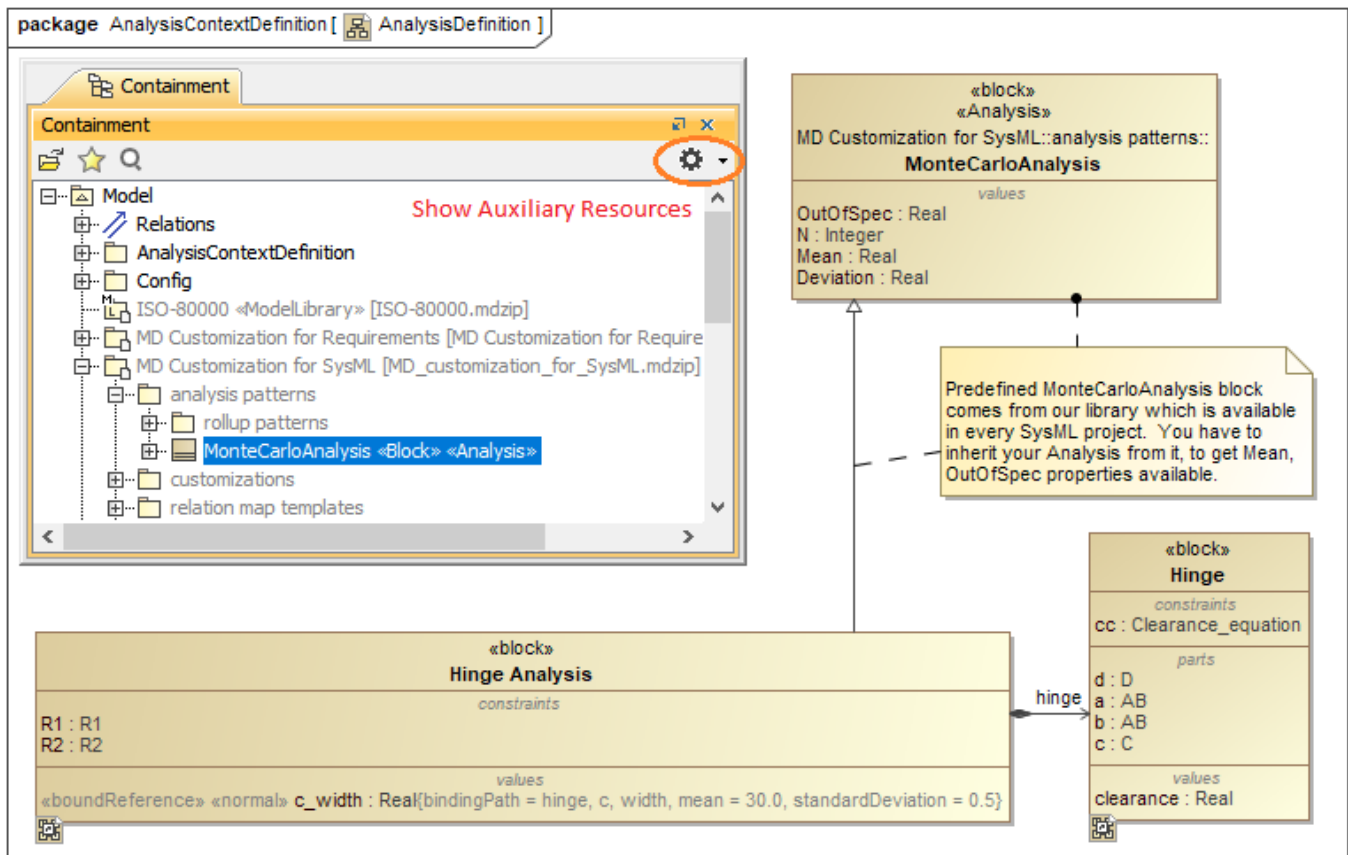 package AnalysisContextDefinition [ AnalysisDefinition ]
Containment
Containment
Show Auxiliary Resources
Model
Relations
AnalysisContextDefinition
Config
ISO-80000 «ModelLibrary» [ISO-80000.mdzip]
MD Customization for Requirements [MD Customization for Require
MD Customization for SysML [MD_customization_for_SysML.mdzip]
analysis patterns
rollup patterns
MonteCarloAnalysis «Block» «Analysis»
customizations
relation map templates
«block»
«Analysis»
MD Customization for SysML::analysis patterns::
MonteCarloAnalysis
values
OutOfSpec : Real
N : Integer
Mean : Real
Deviation : Real
Predefined MonteCarloAnalysis block
comes from our library which is available
in every SysML project. You have to
inherit your Analysis from it, to get Mean,
OutOfSpec properties available.
«block»
Hinge Analysis
constraints
R1 : R1
R2 : R2
values
«boundReference» «normal» c_width : Real{bindingPath = hinge, c, width, mean = 30.0, standardDeviation = 0.5}
hinge
«block»
Hinge
constraints
cc : Clearance_equation
parts
d : D
a : AB
b : AB
c : C
values
clearance : Real